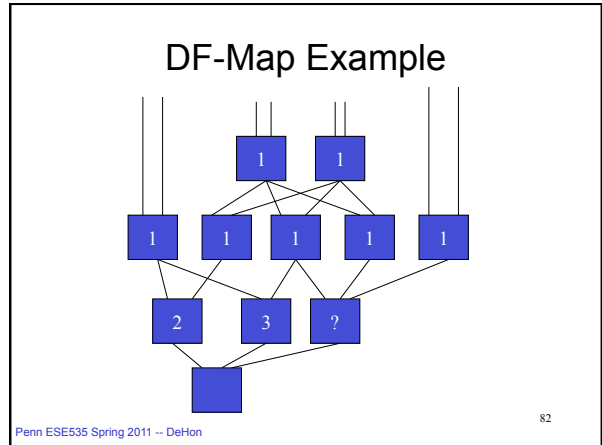 DF-Map Example
1 1
1 1 1 1 1
2 3 ?
82
Penn ESE535 Spring 2011 -- DeHon